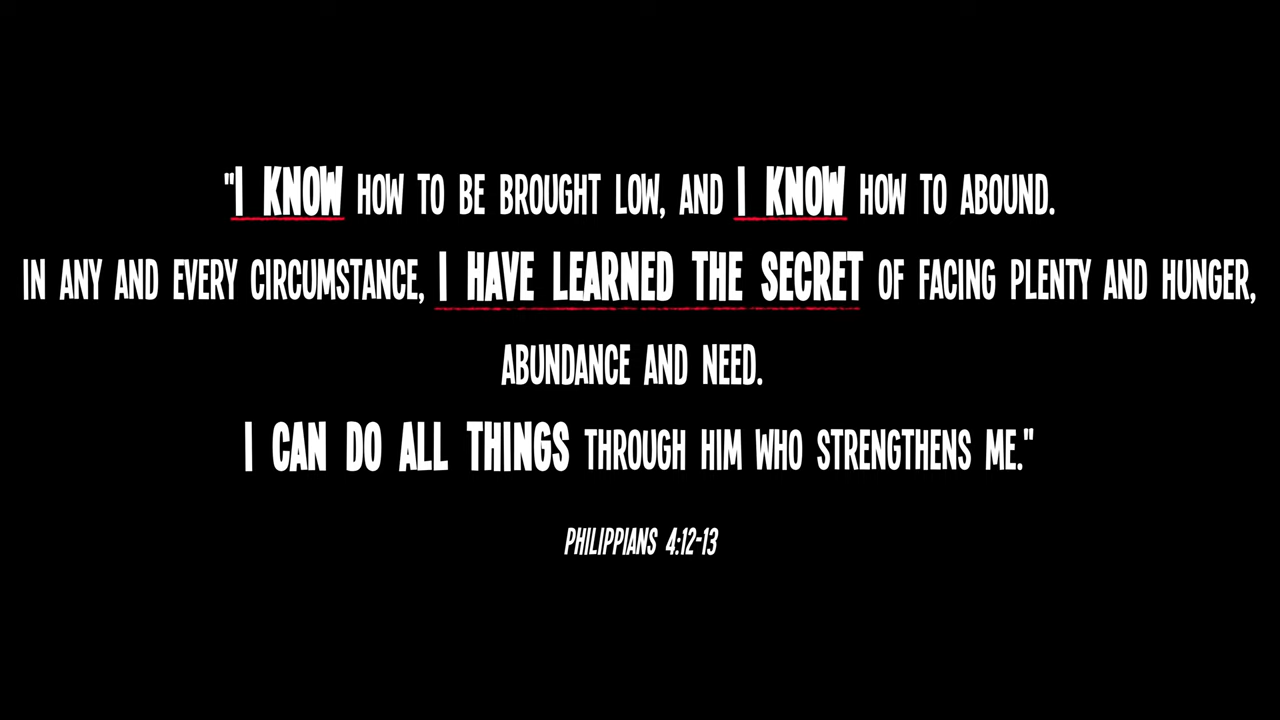 "I KNOW HOW TO BE BROUGHT LOW, AND I KNOW HOW TO ABOUND.
IN ANY AND EVERY CIRCUMSTANCE, I HAVE LEARNED THE SECRET OF FACING PLENTY AND HUNGER,
ABUNDANCE AND NEED.
I CAN DO ALL THINGS THROUGH HIM WHO STRENGTHENS ME."
PHILIPPIANS 4:12-13